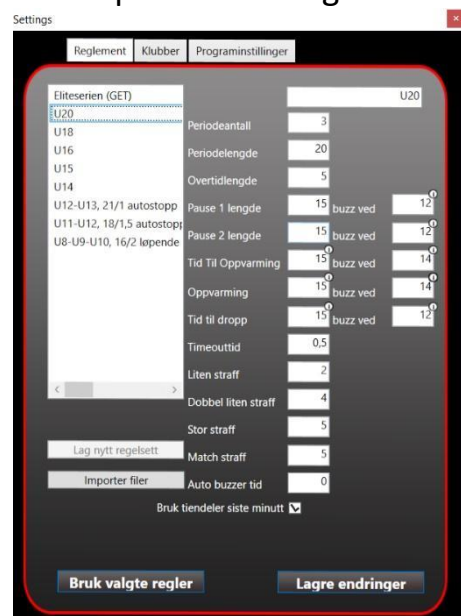 Settings
Reglement Klubber Programinstillinger
Eliteserien (GET)
U20
U18
U16
U15
U14
U12-U13, 21/1 autostopp
U11-U12, 18/1,5 autostopp
U8-U9-U10, 16/2 løpende
Lag nytt regelsett
Importer filer
U20
Periodeantall 3
Periodelengde 20
Overtidlengde 5
Pause 1 lengde 15 buzz ved 12
Pause 2 lengde 15 buzz ved 12
Tid Til Oppvarming 15 buzz ved 14
Oppvarming 15 buzz ved 14
Tid til dropp 15 buzz ved 12
Timeouttid 0,5
Liten straff 2
Dobbel liten straff 4
Stor straff 5
Match straff 5
Auto buzzer tid 0
Bruk tiendeler siste minutt
Bruk valgte regler Lagre endringer